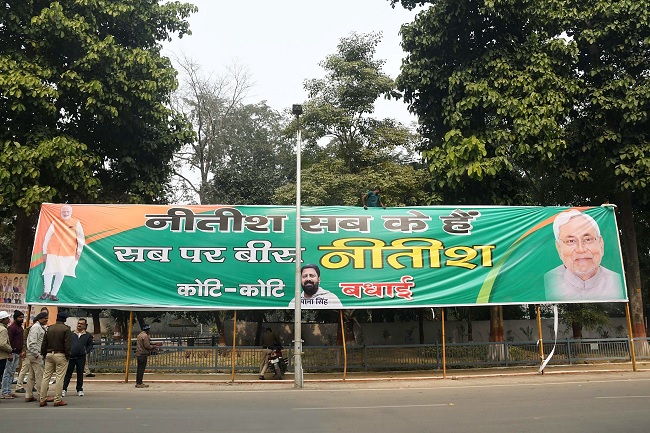 नीतीश सब के हैं
सब पर बीस नीतीश
कोटि-कोटि बधाई
सिंह